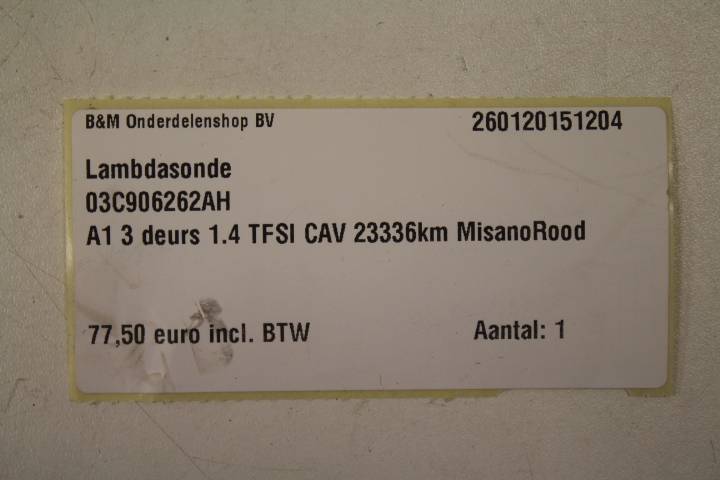 B&M Onderdelenshop BV 260120151204
Lambdasonde
03C906262AH
A1 3 deurs 1.4 TFSI CAV 23336km MisanoRood
77,50 euro incl. BTW Aantal: 1